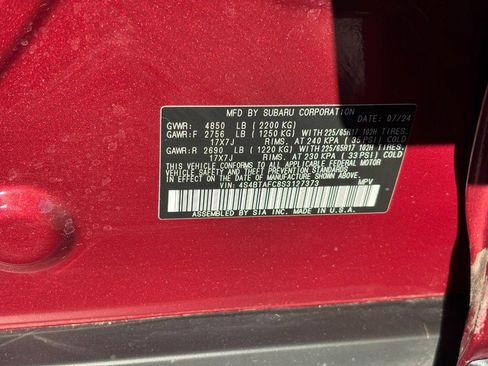 MFD BY SUBARU CORPORATION
DATE: 07/24
GVWR: 4850 LB (2200 KG)
GAWR:F 2756 LB (1250 KG) WITH 225/65R17 102H TIRES,
17X7J RIMS, AT 240 KPA ( 35 PSI) COLD
GAWR:R 2690 LB (1220 KG) WITH 225/65R17 102H TIRES,
17X7J RIMS, AT 230 KPA ( 33 PSI) COLD
THIS VEHICLE CONFORMS TO ALL APPLICABLE FEDERAL MOTOR
VEHICLE SAFETY, BUMPER, AND THEFT PREVENTION STANDARDS
IN EFFECT ON THE DATE OF MANUFACTURE SHOWN ABOVE.
VIN: 4S4BTAFC8S3127373 MPV
ASSEMBLED BY SIA INC. MADE IN U.S.A.